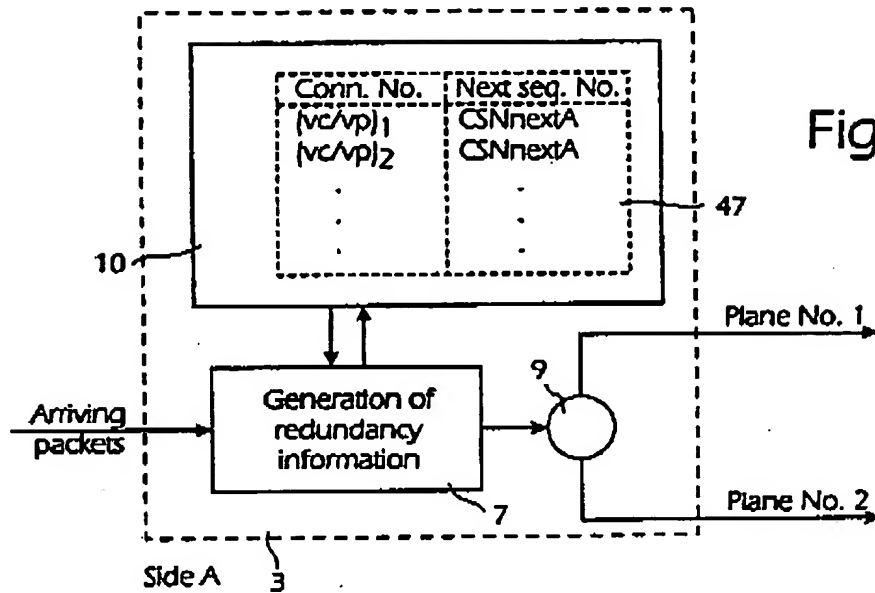 Conn. No. Next seq. No.
(vc/vp)1 CSNnextA
(vc/vp)2 CSNnextA
Fig
47
10
Plane No. 1
9
Arriving
packets
Generation of
redundancy
information
7
Plane No. 2
Side A
3